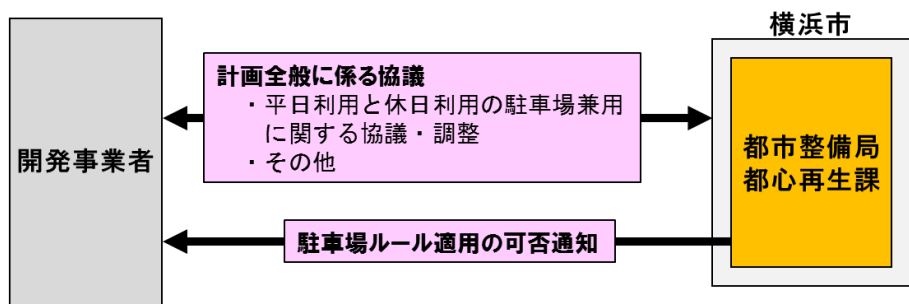 横浜市
計画全般に係る協議
・平日利用と休日利用の駐車場兼用
に関する協議・調整
・その他
開発事業者
都市整備局
都心再生課
駐車場ルール適用の可否通知